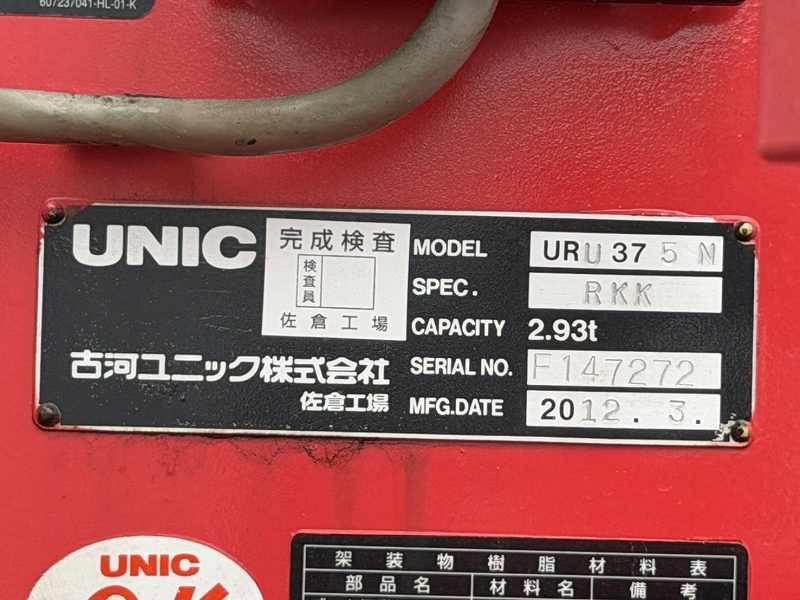 607237041-HL-01-K
UNIC
完成検査
検査員
佐倉工場
古河ユニック株式会社
佐倉工場
MODEL URU375N
SPEC. RKK
CAPACITY 2.93t
SERIAL NO. F147272
MFG.DATE 2012.3.
UNIC
架装物樹脂材料表
部品名 材料名 備考